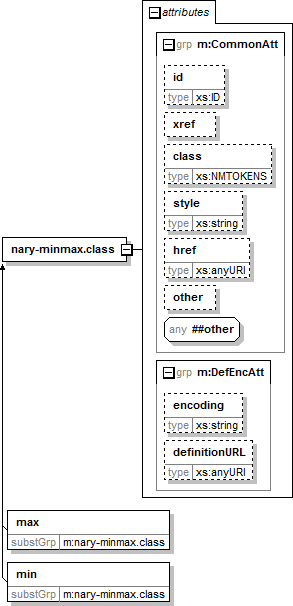 attributes
grp m:CommonAtt
id
type xs:ID
xref
class
type xs:NMTOKENS
style
type xs:string
href
type xs:anyURI
other
any ##other
nary-minmax.class
grp m:DefEncAtt
encoding
type xs:string
definitionURL
type xs:anyURI
max
substGrp m:nary-minmax.class
min
substGrp m:nary-minmax.class